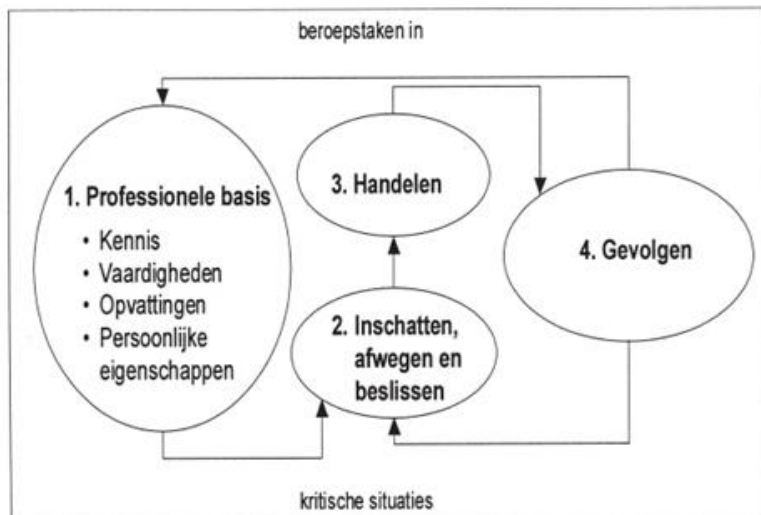 beroepstaken in
1. Professionele basis
• Kennis
• Vaardigheden
• Opvattingen
• Persoonlijke
eigenschappen
3. Handelen
2. Inschatten,
afwegen en
beslissen
4. Gevolgen
kritische situaties